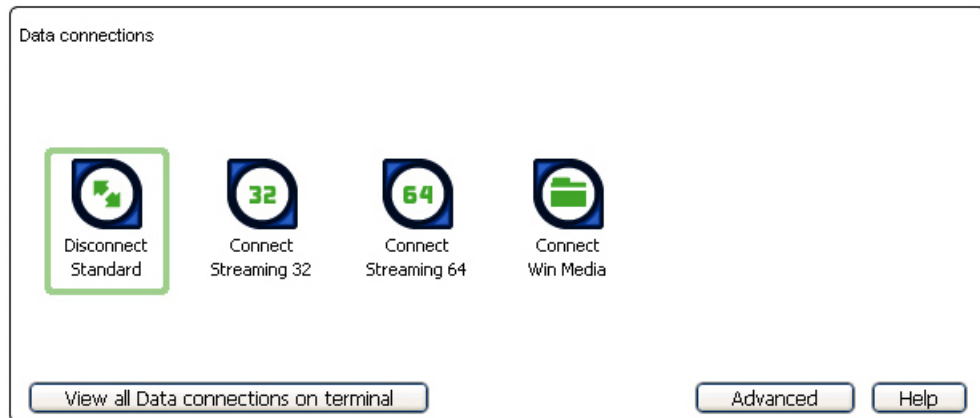 Data connections
32
64
Disconnect
Standard
Connect
Streaming 32
Connect
Streaming 64
Connect
Win Media
View all Data connections on terminal
Advanced
Help